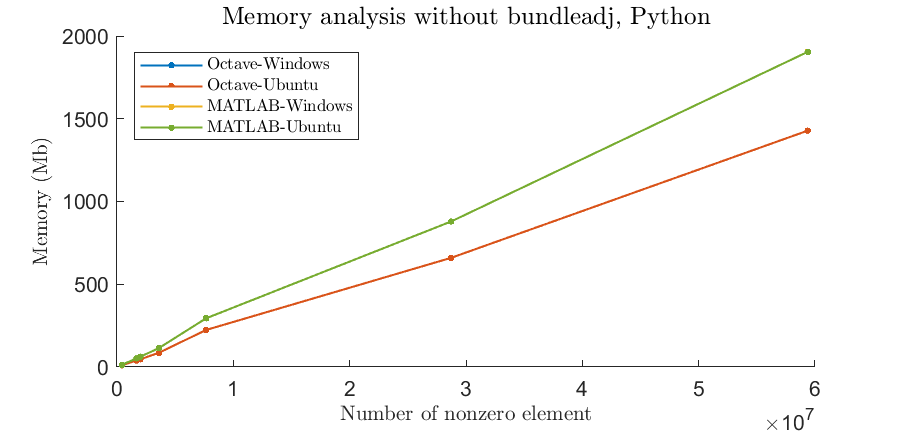 Memory analysis without bundleadj, Python
2000
1500
1000
500
0
Memory (Mb)
Octave-Windows
Octave-Ubuntu
MATLAB-Windows
MATLAB-Ubuntu
0 1 2 3 4 5 6
Number of nonzero element
×10^7